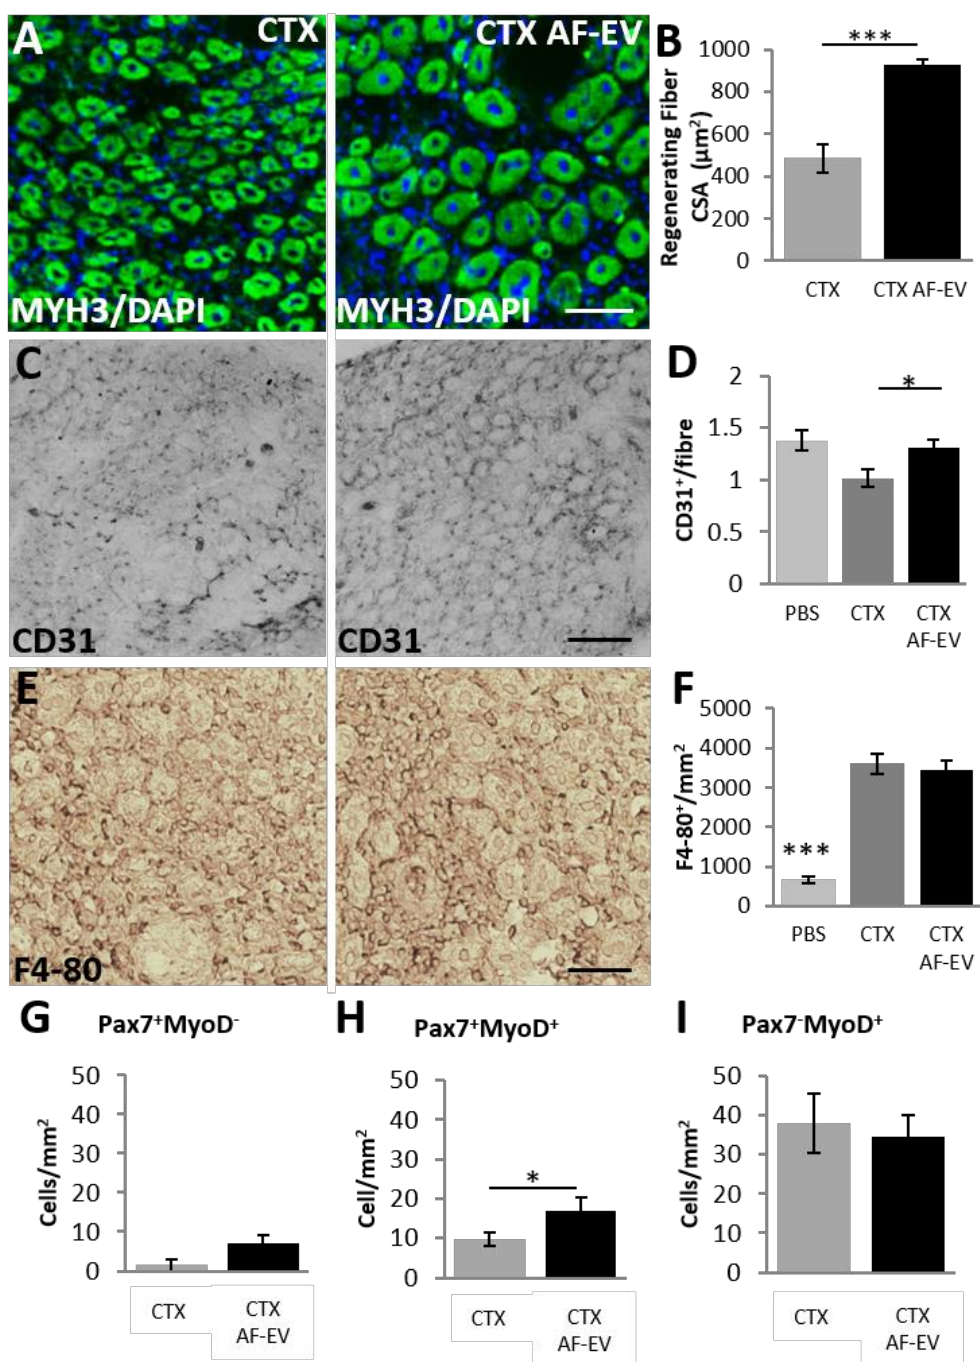 A
CTX
CTX AF-EV
MYH3/DAPI
MYH3/DAPI
B
Regenerating Fiber
CSA (µm²)
1000
800
600
400
200
0
***
CTX
CTX AF-EV
C
CD31
CD31
D
CD31⁺/fibre
2
1.5
1
0.5
0
*
PBS
CTX
CTX
AF-EV
E
F4-80
F
F4-80⁺/mm²
5000
4000
3000
2000
1000
0
***
PBS
CTX
CTX
AF-EV
G
Pax7⁺MyoD⁻
Cells/mm²
50
40
30
20
10
0
CTX
CTX
AF-EV
H
Pax7⁺MyoD⁺
Cell/mm²
50
40
30
20
10
0
*
CTX
CTX
AF-EV
I
Pax7⁻MyoD⁺
Cells/mm²
50
40
30
20
10
0
CTX
CTX
AF-EV